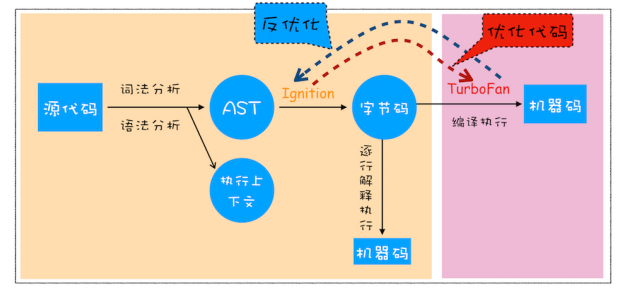 反优化
优化代码
源代码
词法分析
语法分析
AST
Ignition
字节码
TurboFan
机器码
编译执行
执行上
下文
逐行解释执行
机器码